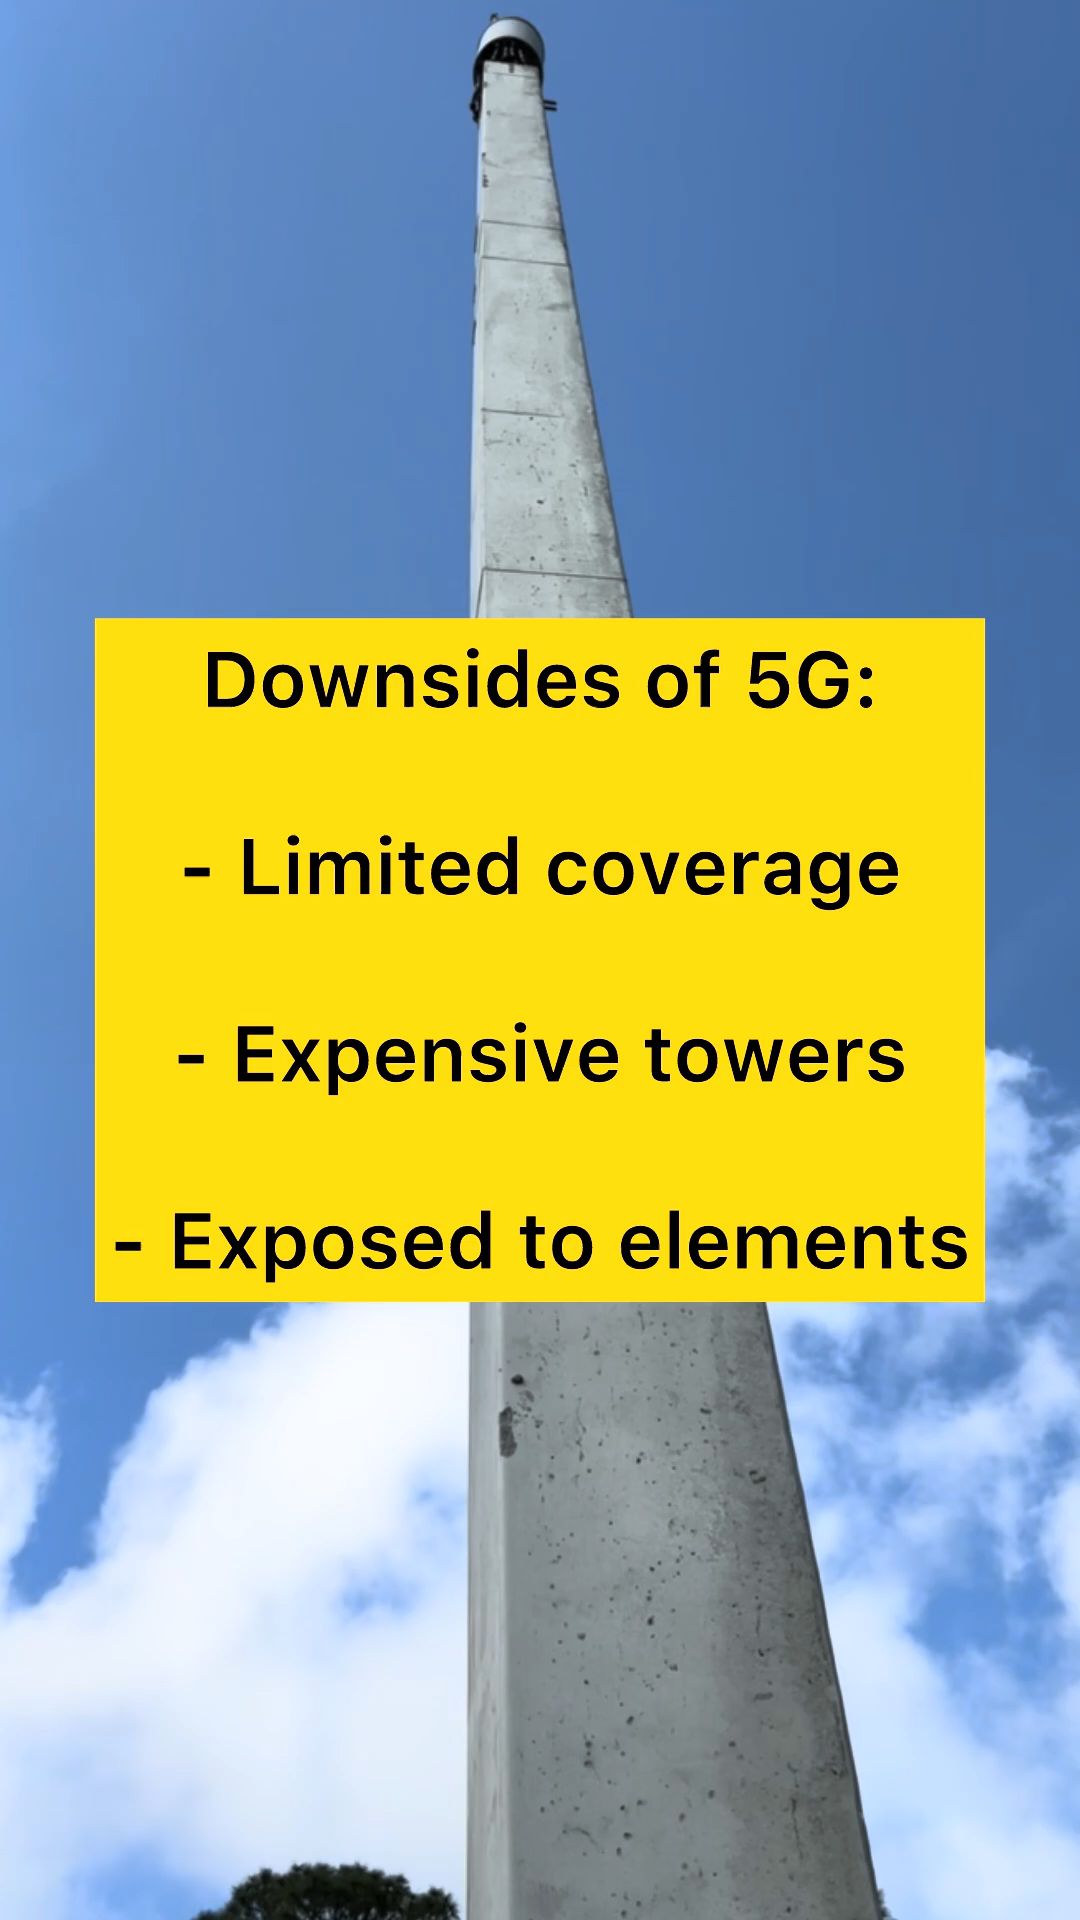 Downsides of 5G:
- Limited coverage
- Expensive towers
- Exposed to elements